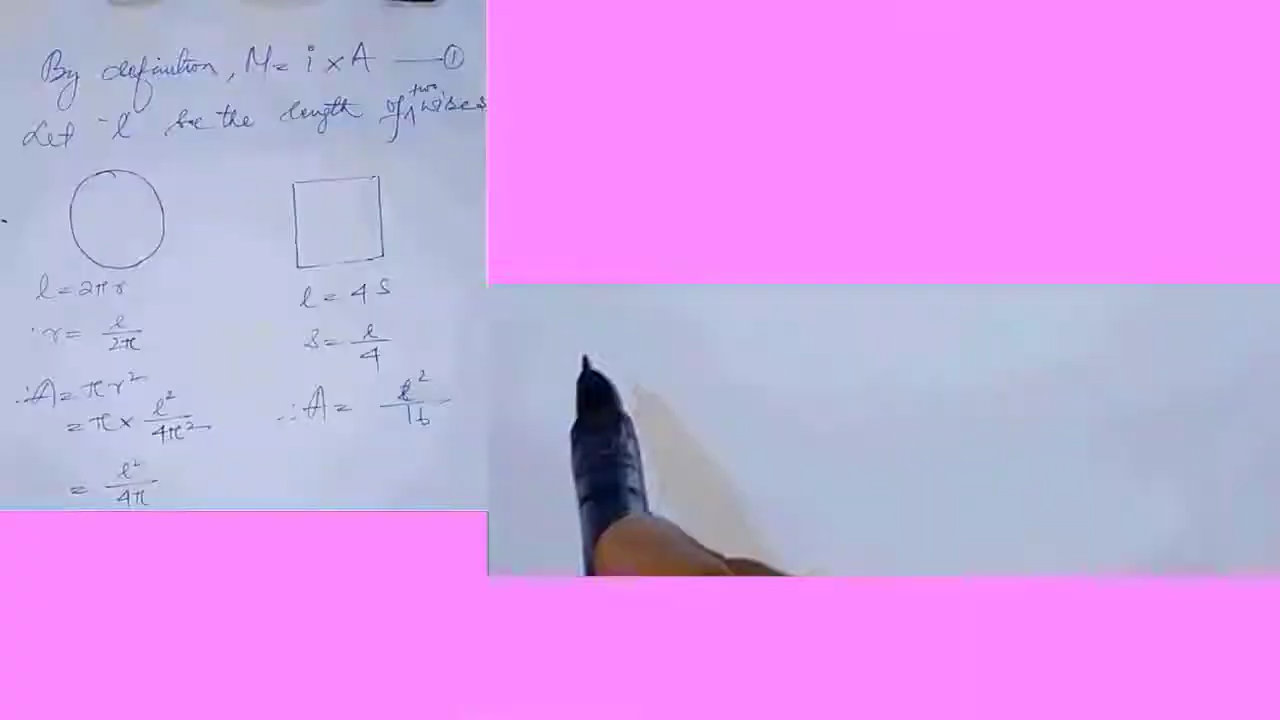 By definition, M = i × A —— ①
Let 'l' be the length of two wires
l = 2πr
∴ r = l/2π
∴ A = πr²
= π × l²/4π²
= l²/4π
l = 4S
S = l/4
∴ A = l²/16